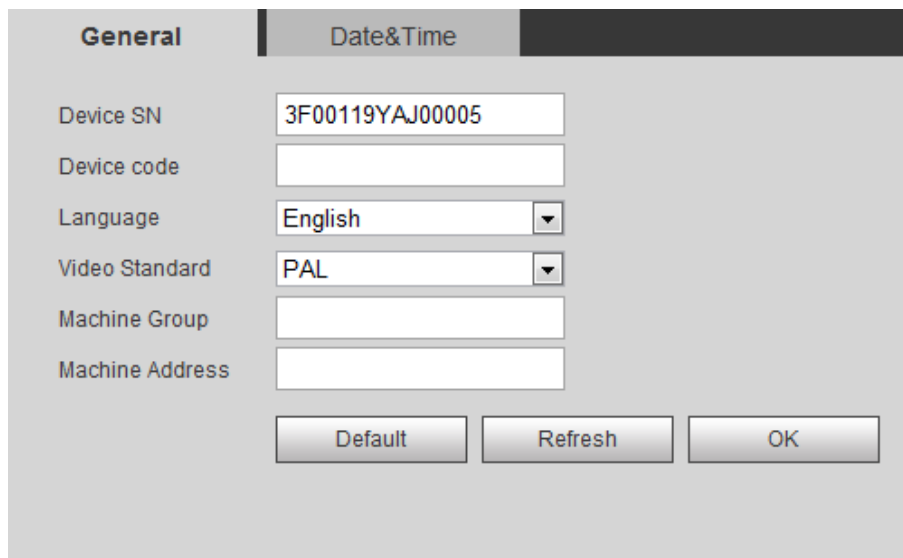 General Date&Time
Device SN 3F00119YAJ00005
Device code
Language English
Video Standard PAL
Machine Group
Machine Address
Default Refresh OK